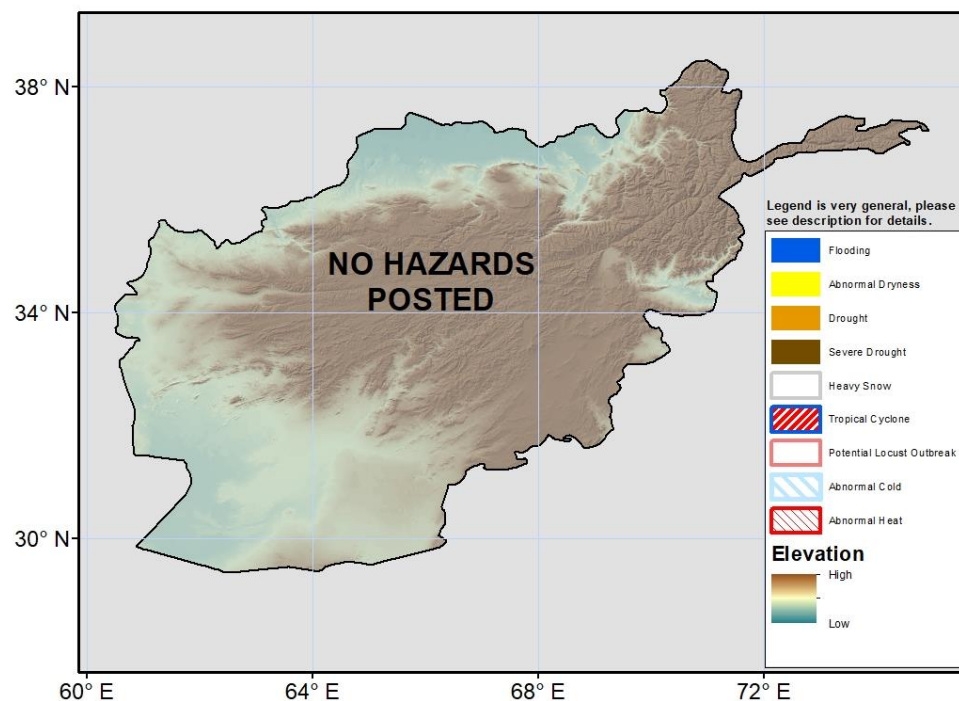 38° N
34° N
30° N
60° E
64° E
68° E
72° E
NO HAZARDS
POSTED
Legend is very general, please
see description for details.
Flooding
Abnormal Dryness
Drought
Severe Drought
Heavy Snow
Tropical Cyclone
Potential Locust Outbreak
Abnormal Cold
Abnormal Heat
Elevation
High
Low